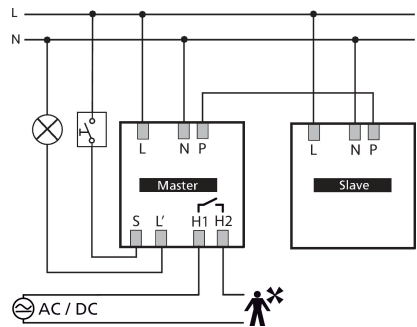 L
N
L N P L N P
Master Slave
S L' H1 H2
AC / DC